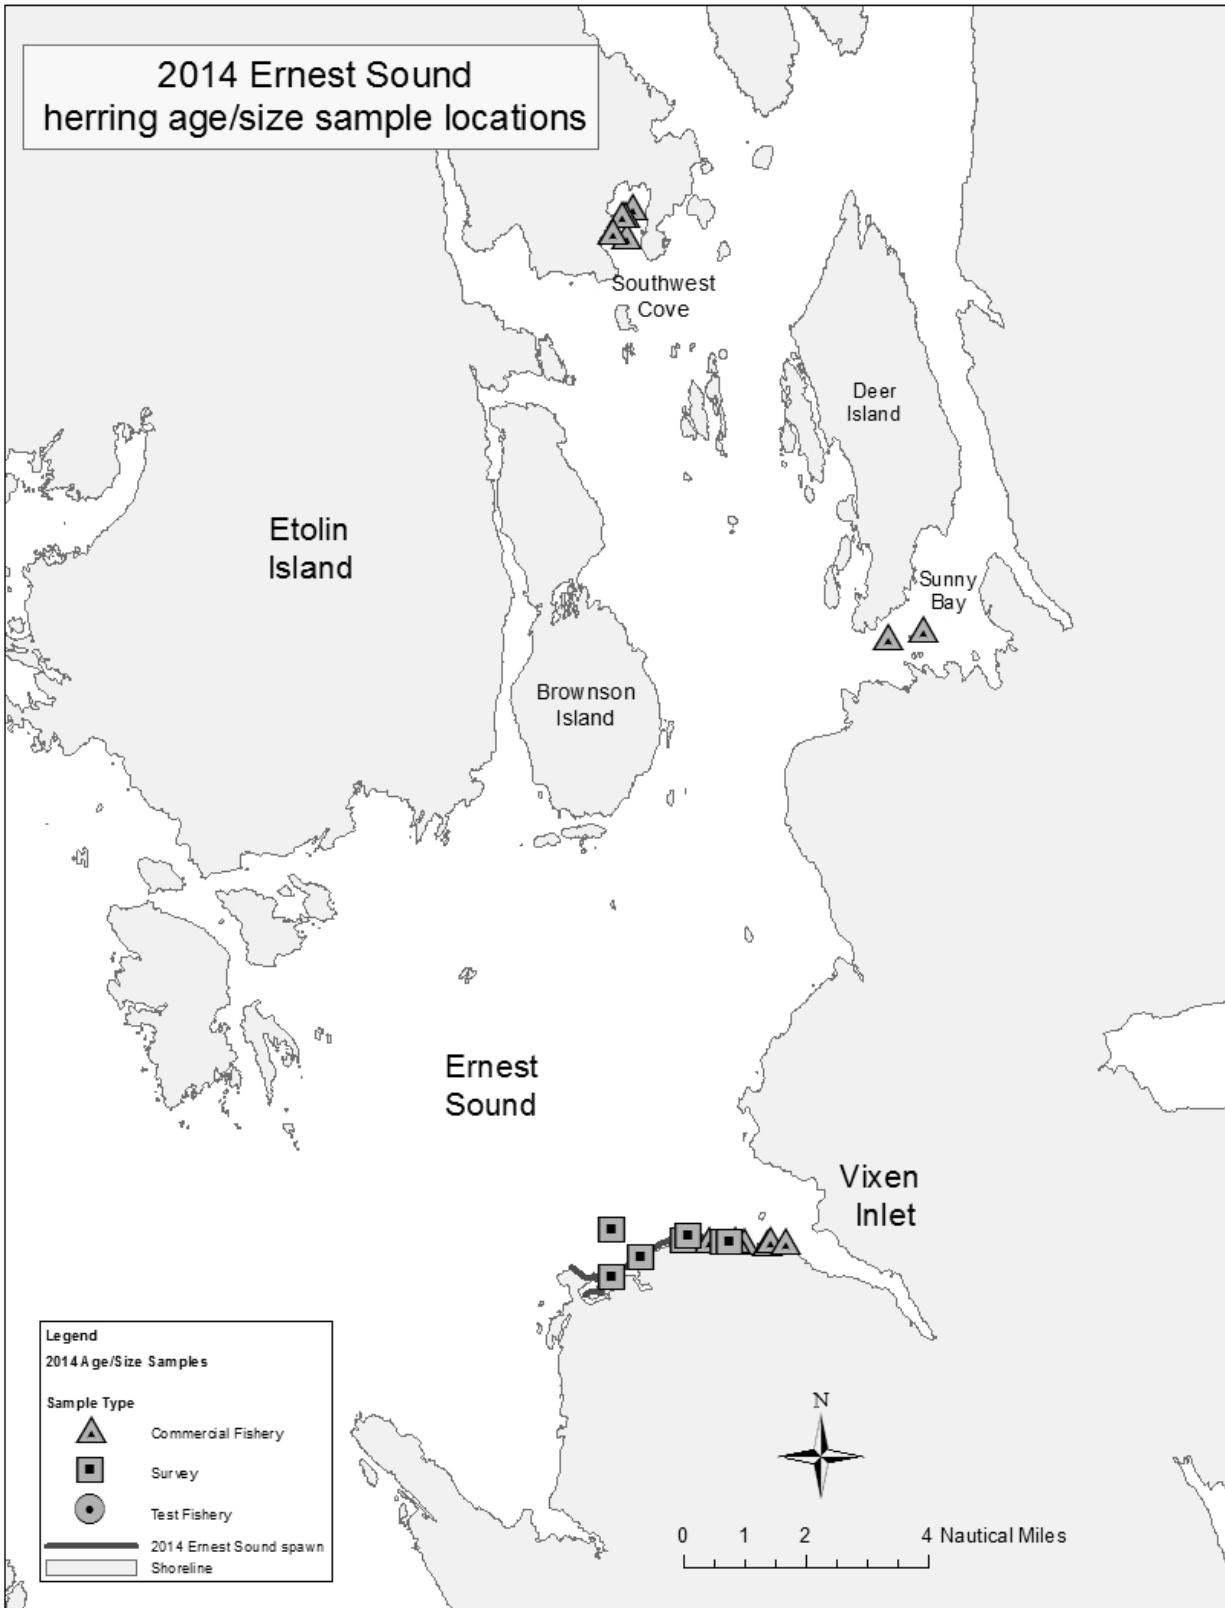 2014 Ernest Sound
herring age/size sample locations
Southwest
Cove
Deer
Island
Etolin
Island
Sunny
Bay
Brownson
Island
Ernest
Sound
Vixen
Inlet
Legend
2014 Age/Size Samples
Sample Type
Commercial Fishery
Survey
Test Fishery
2014 Ernest Sound spawn
Shoreline
N
0 1 2 4 Nautical Miles